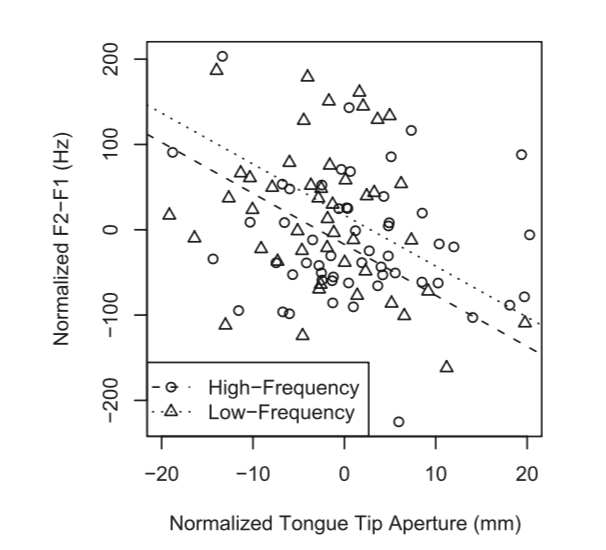 Normalized F2−F1 (Hz)
200
100
0
−100
−200
High−Frequency
Low−Frequency
−20 −10 0 10 20
Normalized Tongue Tip Aperture (mm)